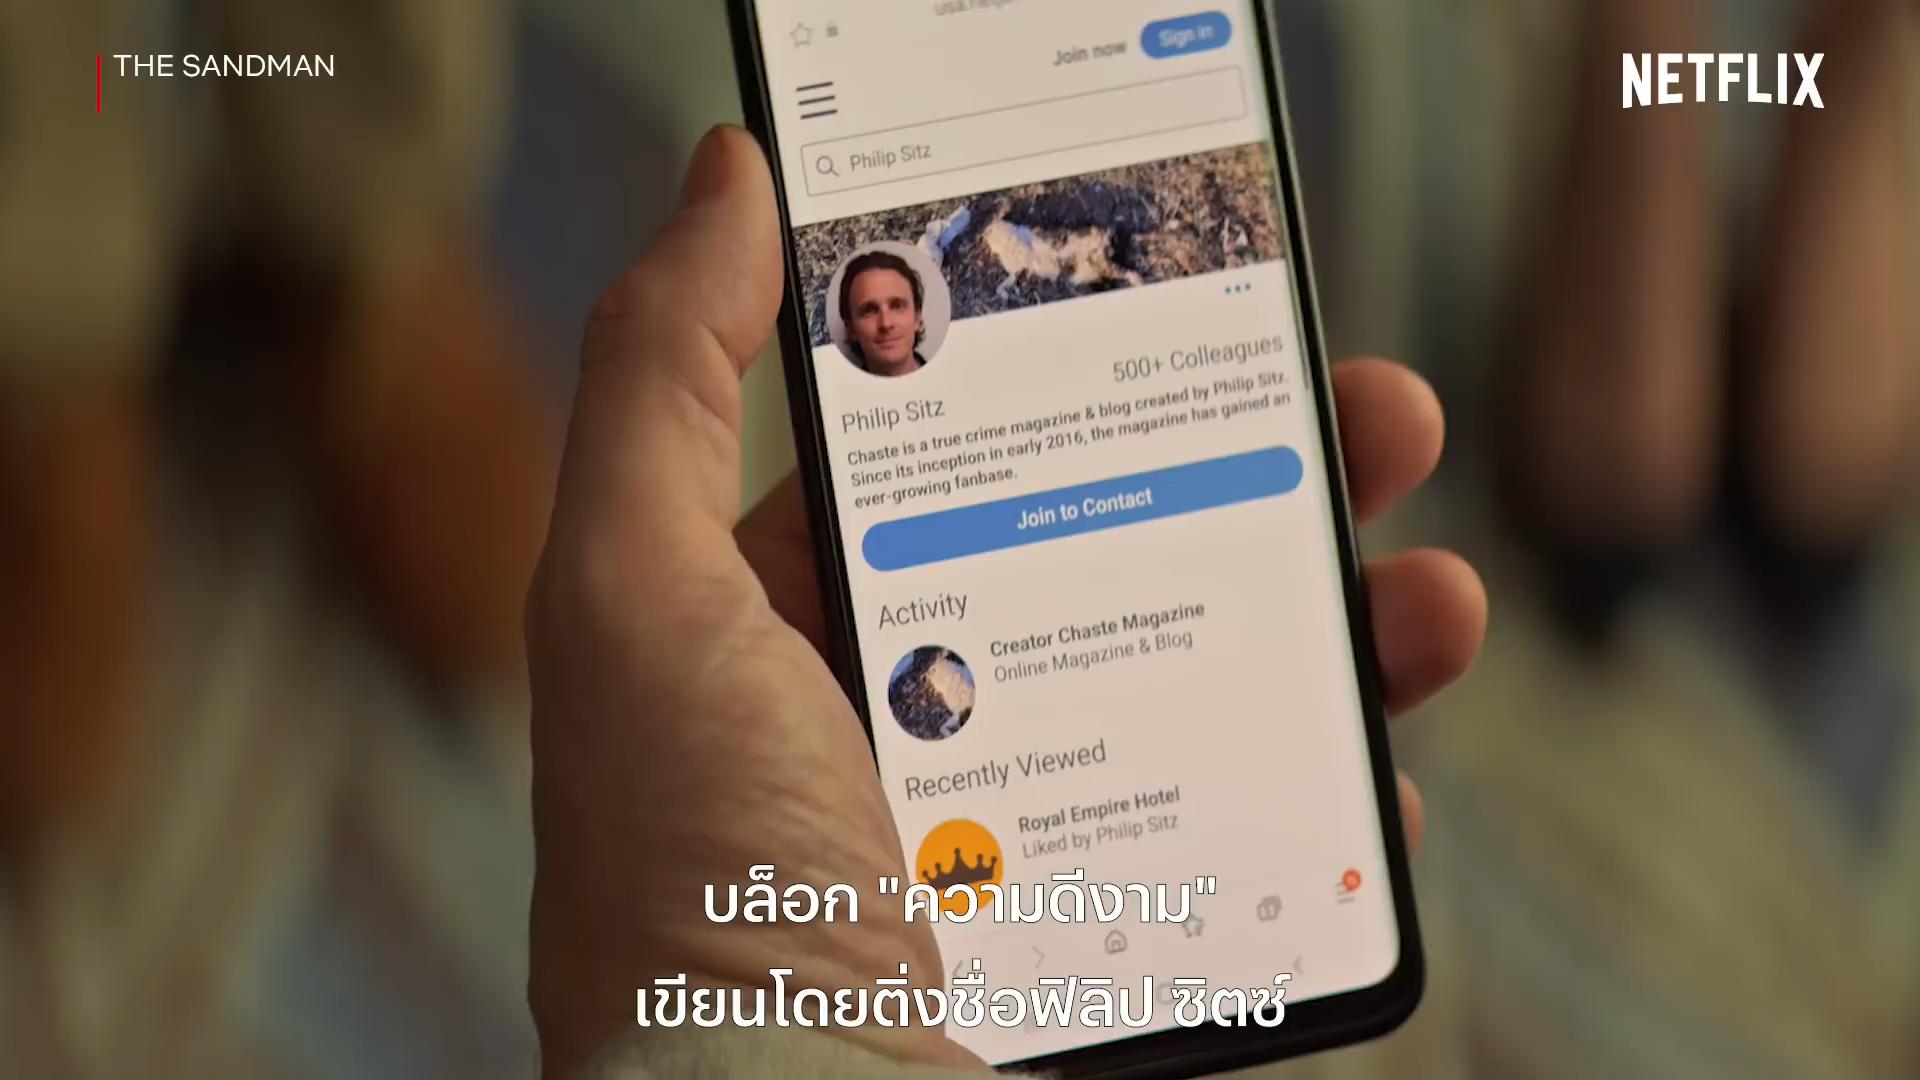 THE SANDMAN
NETFLIX
Join now
Sign in
Philip Sitz
500+ Colleagues
Philip Sitz
Chaste is a true crime magazine & blog created by Philip Sitz.
Since its inception in early 2016, the magazine has gained an
ever-growing fanbase.
Join to Contact
Activity
Creator Chaste Magazine
Online Magazine & Blog
Recently Viewed
Royal Empire Hotel
Liked by Philip Sitz
บล็อก "ความดีงาม"
เขียนโดยติ่งชื่อฟิลิป ซิตซ์